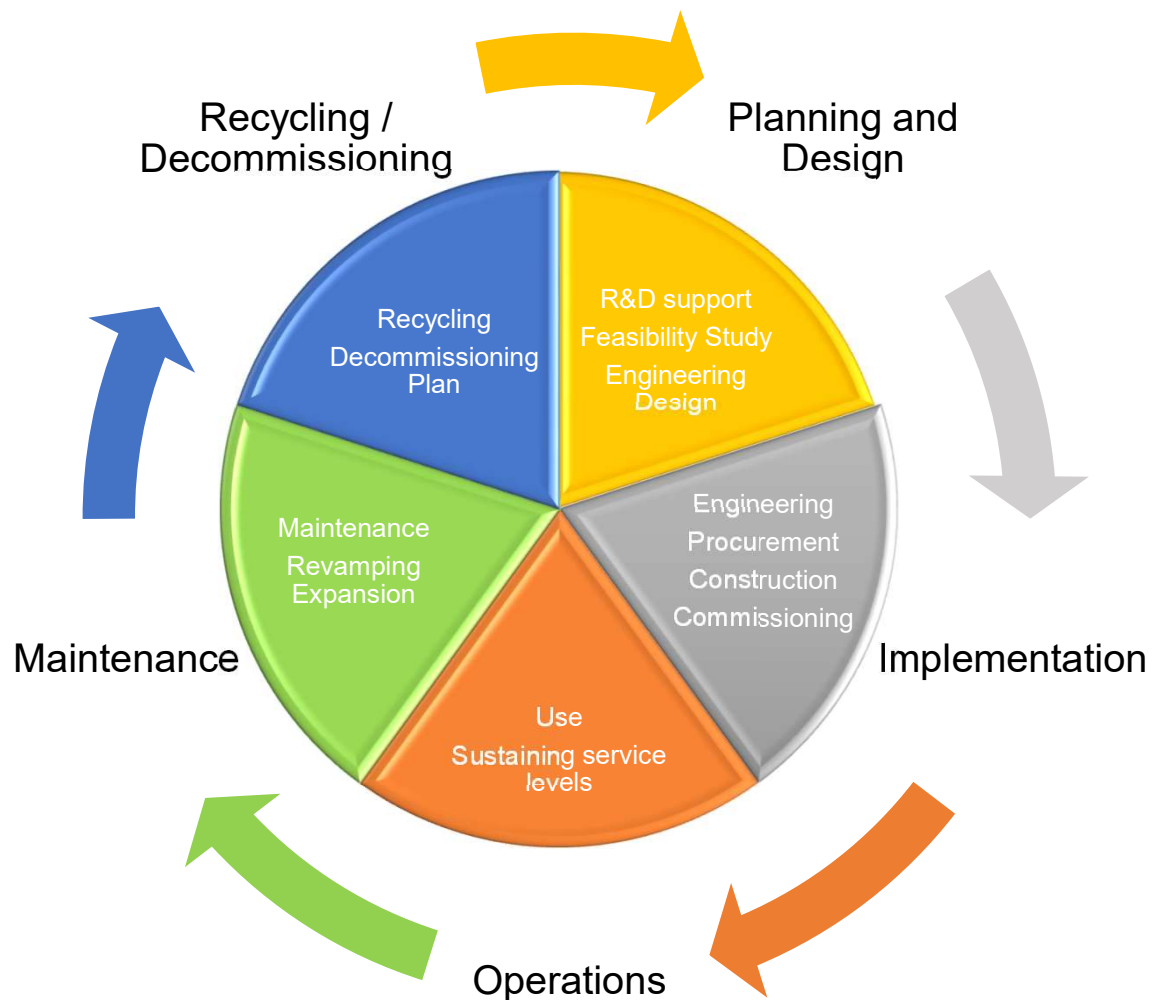 Recycling /
Decommissioning
Planning and
Design
R&D support
Feasibility Study
Engineering
Design
Recycling
Decommissioning
Plan
Engineering
Procurement
Construction
Commissioning
Maintenance
Revamping
Expansion
Maintenance
Implementation
Use
Sustaining service
levels
Operations